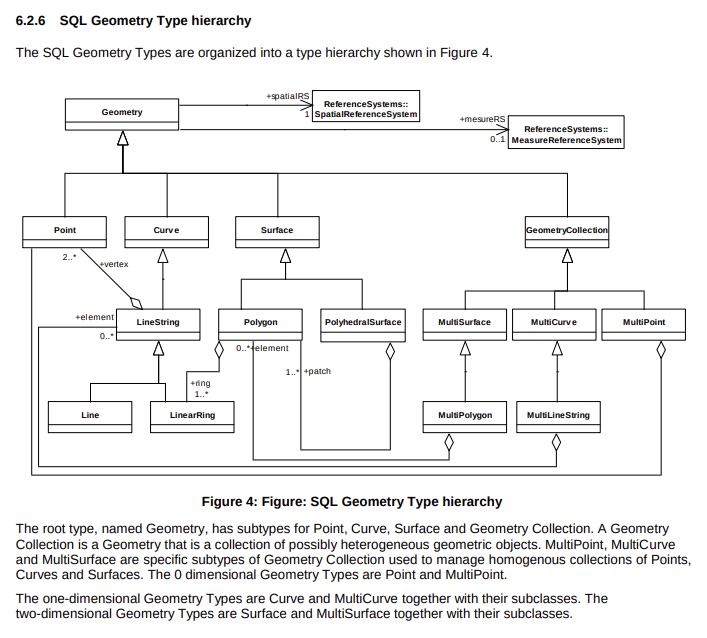 6.2.6 SQL Geometry Type hierarchy
The SQL Geometry Types are organized into a type hierarchy shown in Figure 4.
+spatialRS
1
Geometry
ReferenceSystems::
SpatialReferenceSystem
+mesureRS
0..1
ReferenceSystems::
MeasureReferenceSystem
Point
Curve
Surface
GeometryCollection
2..*
+vertex
+element
0..*
LineString
Polygon
PolyhedralSurface
MultiSurface
MultiCurve
MultiPoint
0..*
+element
1..*
+patch
+ring
1..*
Line
LinearRing
MultiPolygon
MultiLineString
Figure 4: Figure: SQL Geometry Type hierarchy
The root type, named Geometry, has subtypes for Point, Curve, Surface and Geometry Collection. A Geometry
Collection is a Geometry that is a collection of possibly heterogeneous geometric objects. MultiPoint, MultiCurve
and MultiSurface are specific subtypes of Geometry Collection used to manage homogenous collections of Points,
Curves and Surfaces. The 0 dimensional Geometry Types are Point and MultiPoint.
The one-dimensional Geometry Types are Curve and MultiCurve together with their subclasses. The
two-dimensional Geometry Types are Surface and MultiSurface together with their subclasses.